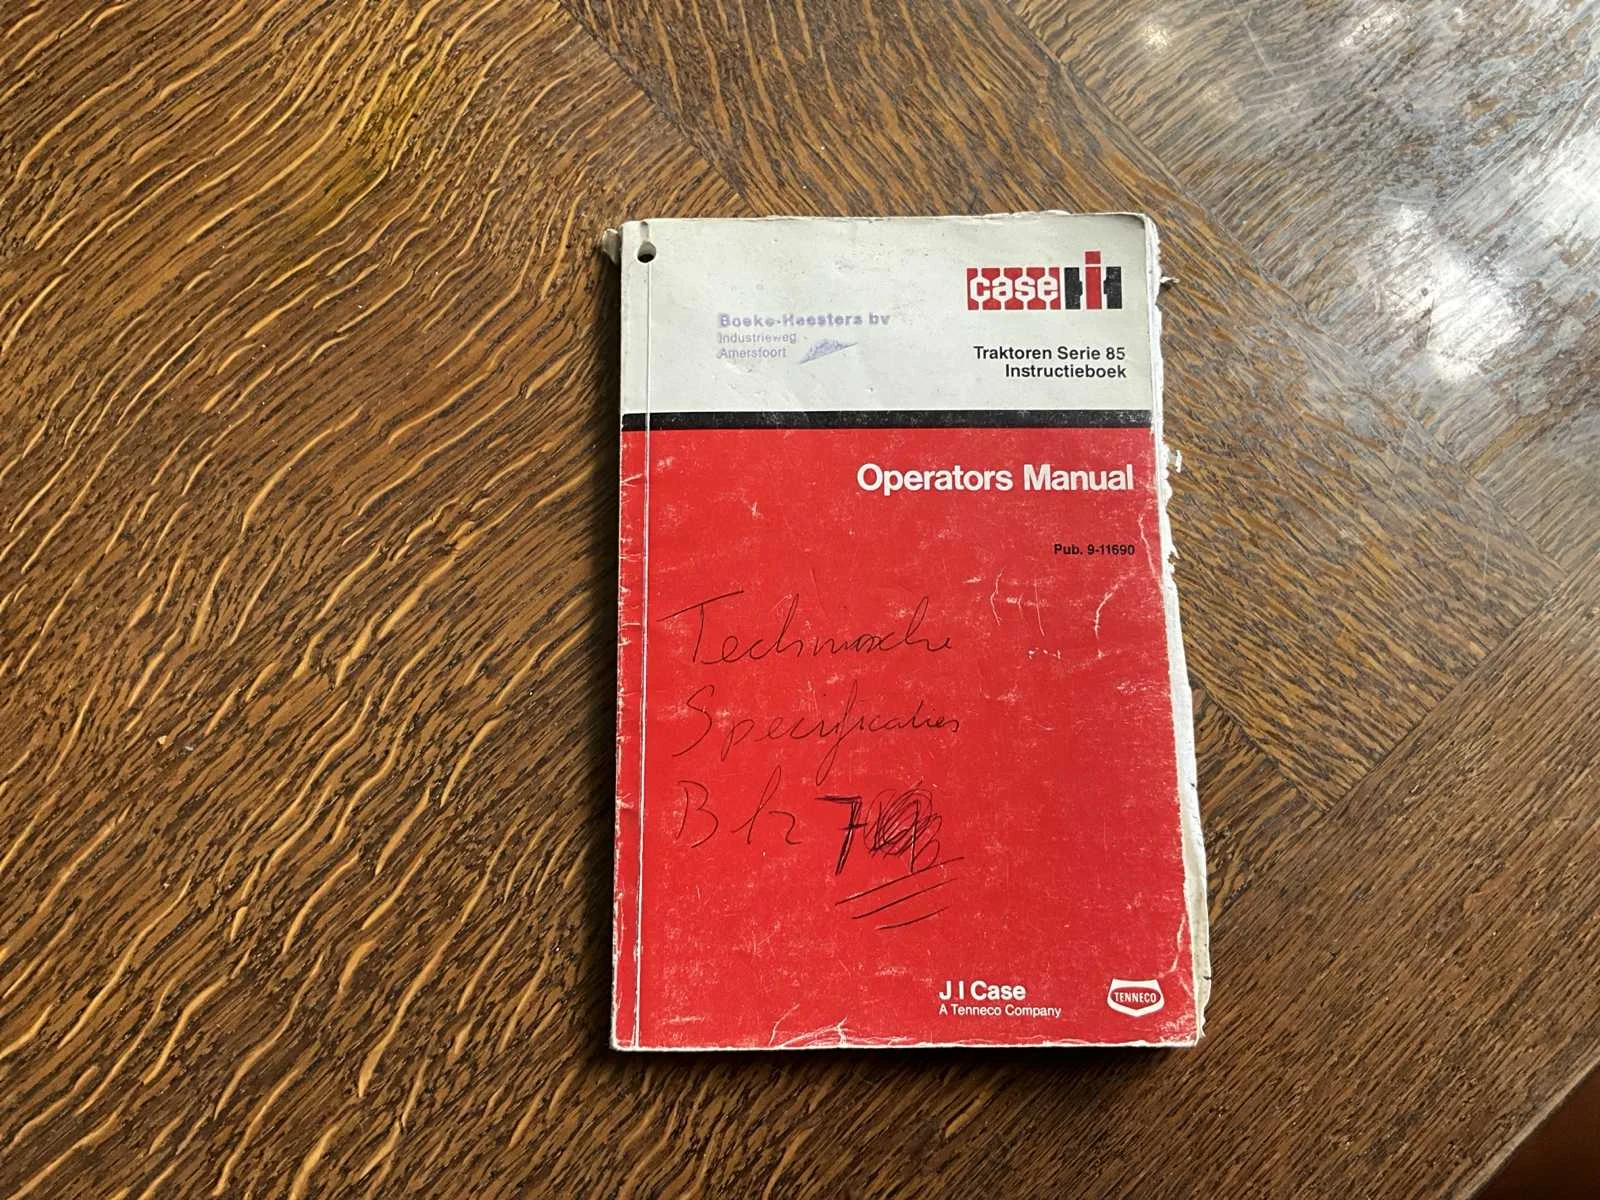 case IH
Boeke-Heesters bv
Industrieweg
Amersfoort
Traktoren Serie 85
Instructieboek
Operators Manual
Pub. 9-11690
Technische
Specificaties
Blz 7
J I Case
A Tenneco Company
TENNECO